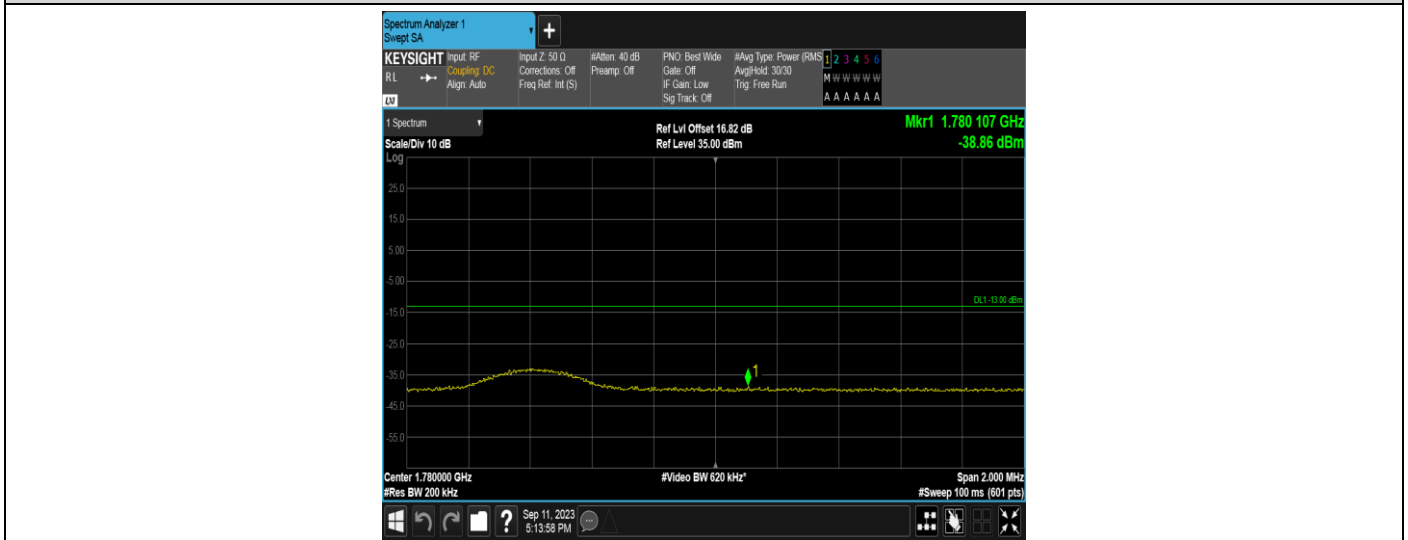 Spectrum Analyzer 1
Swept SA
+
KEYSIGHT
RL
LXI
Input: RF
Coupling: DC
Align: Auto
Input Z: 50 Ω
Corrections: Off
Freq Ref: Int (S)
#Atten: 40 dB
Preamp: Off
PNO: Best Wide
Gate: Off
IF Gain: Low
Sig Track: Off
#Avg Type: Power (RMS
Avg|Hold: 30/30
Trig: Free Run
1 2 3 4 5 6
M W W W W W
A A A A A A
1 Spectrum
Scale/Div 10 dB
Ref Lvl Offset 16.82 dB
Ref Level 35.00 dBm
Mkr1 1.780 107 GHz
-38.86 dBm
Log
25.0
15.0
5.00
-5.00
-15.0
-25.0
-35.0
-45.0
-55.0
DL1 -13.00 dBm
1
Center 1.780000 GHz
#Res BW 200 kHz
#Video BW 620 kHz*
Span 2.000 MHz
#Sweep 100 ms (601 pts)
?
Sep 11, 2023
5:13:58 PM